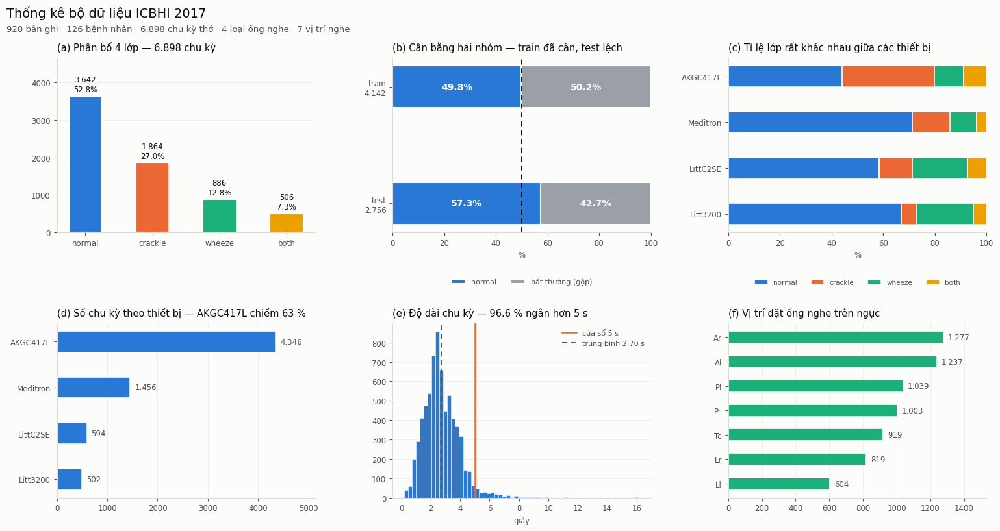 Thống kê bộ dữ liệu ICBHI 2017
920 bản ghi · 126 bệnh nhân · 6.898 chu kỳ thở · 4 loại ống nghe · 7 vị trí nghe
(a) Phân bố 4 lớp — 6.898 chu kỳ
4000
3000
2000
1000
0
3.642
52.8%
1.864
27.0%
886
12.8%
506
7.3%
normal
crackle
wheeze
both
(b) Cân bằng hai nhóm — train đã cân, test lệch
train
4.142
49.8%
50.2%
test
2.756
57.3%
42.7%
0
20
40
60
80
100
%
normal
bất thường (gộp)
(c) Tỉ lệ lớp rất khác nhau giữa các thiết bị
AKGC417L
Meditron
LittC2SE
Litt3200
0
20
40
60
80
100
%
normal
crackle
wheeze
both
(d) Số chu kỳ theo thiết bị — AKGC417L chiếm 63 %
AKGC417L
4.346
Meditron
1.456
LittC2SE
594
Litt3200
502
0
1000
2000
3000
4000
5000
(e) Độ dài chu kỳ — 96.6 % ngắn hơn 5 s
cửa sổ 5 s
trung bình 2.70 s
800
700
600
500
400
300
200
100
0
0
2
4
6
8
10
12
14
16
giây
(f) Vị trí đặt ống nghe trên ngực
Ar
1.277
Al
1.237
Pl
1.039
Pr
1.003
Tc
919
Lr
819
Ll
604
0
200
400
600
800
1000
1200
1400